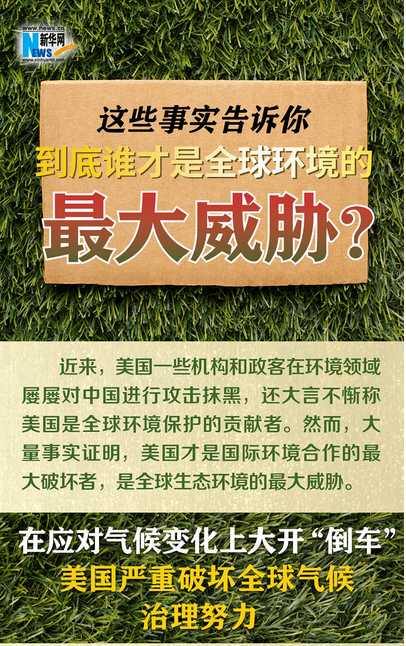 www.news.cn
新华网
NEWS
www.xinhuanet.com
这些事实告诉你
到底谁才是全球环境的
最大威胁?
近来，美国一些机构和政客在环境领域
屡屡对中国进行攻击抹黑，还大言不惭称
美国是全球环境保护的贡献者。然而，大
量事实证明，美国才是国际环境合作的最
大破坏者，是全球生态环境的最大威胁。
在应对气候变化上大开“倒车”
美国严重破坏全球气候
治理努力